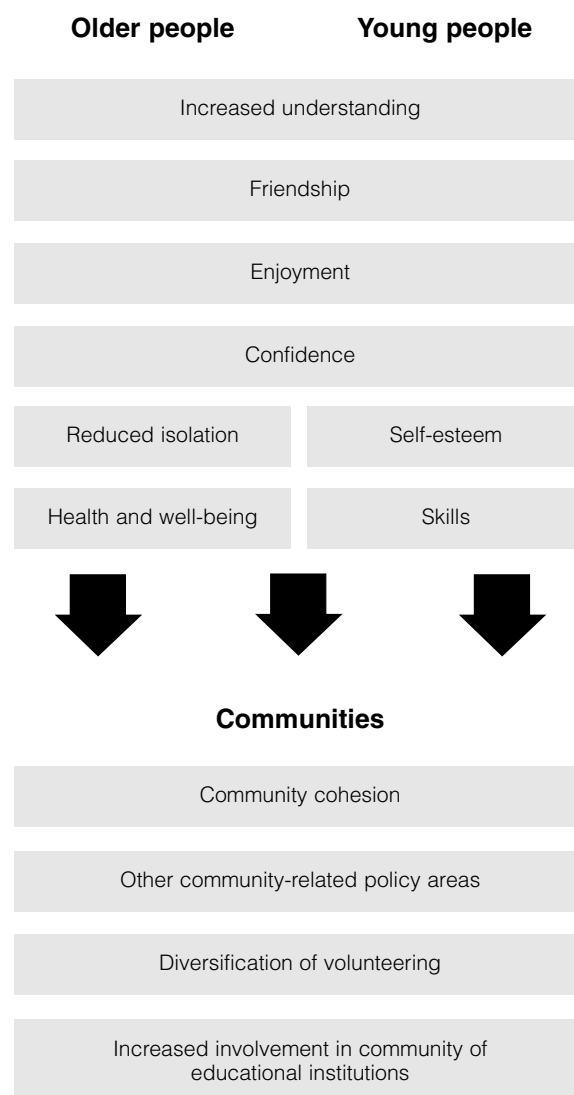 Older people
Young people
Increased understanding
Friendship
Enjoyment
Confidence
Reduced isolation
Self-esteem
Health and well-being
Skills
Communities
Community cohesion
Other community-related policy areas
Diversification of volunteering
Increased involvement in community of
educational institutions